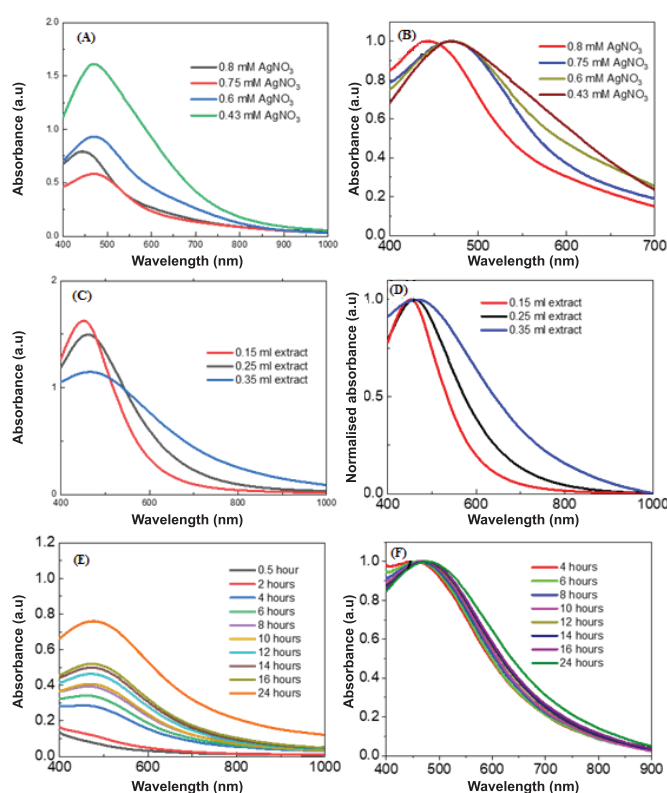 (A)
2.0
1.5
1.0
0.5
0.0
Absorbance (a.u)
0.8 mM AgNO3
0.75 mM AgNO3
0.6 mM AgNO3
0.43 mM AgNO3
400 500 600 700 800 900 1000
Wavelength (nm)
(B)
1.0
0.8
0.6
0.4
0.2
0.0
Absorbance (a.u)
0.8 mM AgNO3
0.75 mM AgNO3
0.6 mM AgNO3
0.43 mM AgNO3
400 500 600 700
Wavelength (nm)
(C)
2
1
0
Absorbance (a.u)
0.15 ml extract
0.25 ml extract
0.35 ml extract
400 600 800 1000
Wavelength (nm)
(D)
1.0
0.5
0.0
Normalised absorbance (a.u)
0.15 ml extract
0.25 ml extract
0.35 ml extract
400 600 800 1000
Wavelength (nm)
(E)
1.2
1.0
0.8
0.6
0.4
0.2
0.0
Absorbance (a.u)
0.5 hour
2 hours
4 hours
6 hours
8 hours
10 hours
12 hours
14 hours
16 hours
24 hours
400 600 800 1000
Wavelength (nm)
(F)
1.0
0.8
0.6
0.4
0.2
0.0
Absorbance (a.u)
4 hours
6 hours
8 hours
10 hours
12 hours
14 hours
16 hours
24 hours
400 500 600 700 800 900
Wavelength (nm)